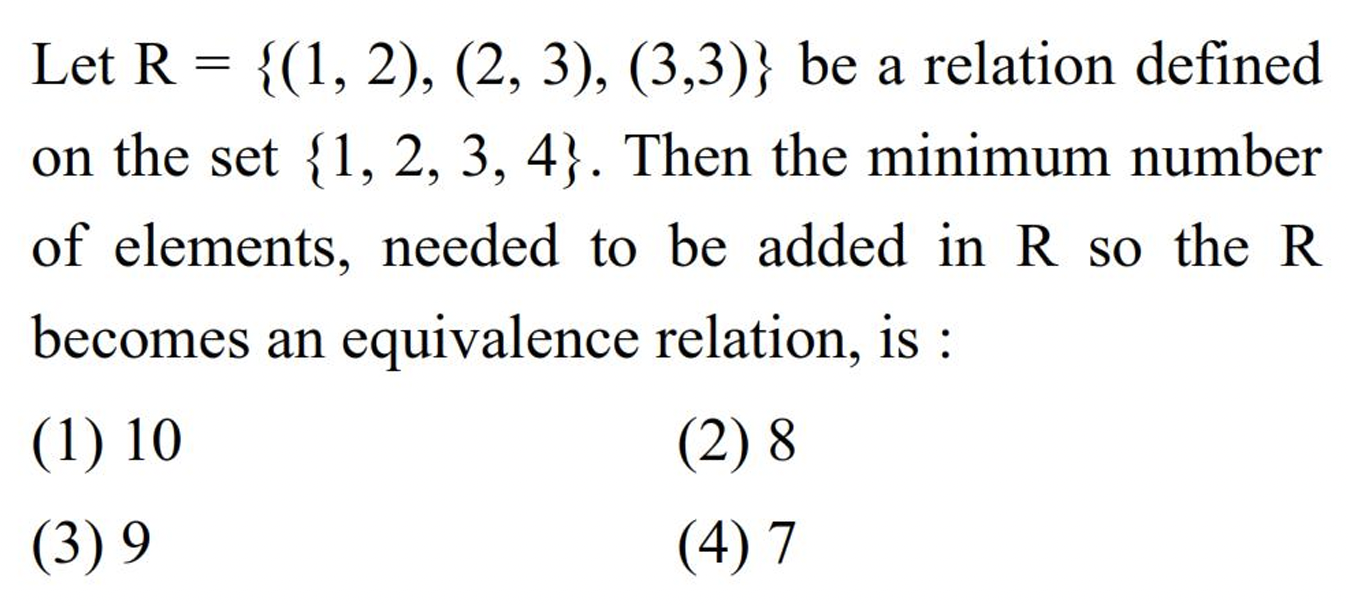 Let R = {(1, 2), (2, 3), (3,3)} be a relation defined
on the set {1, 2, 3, 4}. Then the minimum number
of elements, needed to be added in R so the R
becomes an equivalence relation, is :
(1) 10 (2) 8
(3) 9 (4) 7